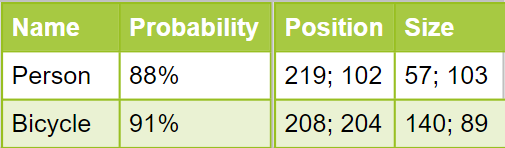 Name Probability Position Size
Person 88% 219; 102 57; 103
Bicycle 91% 208; 204 140; 89